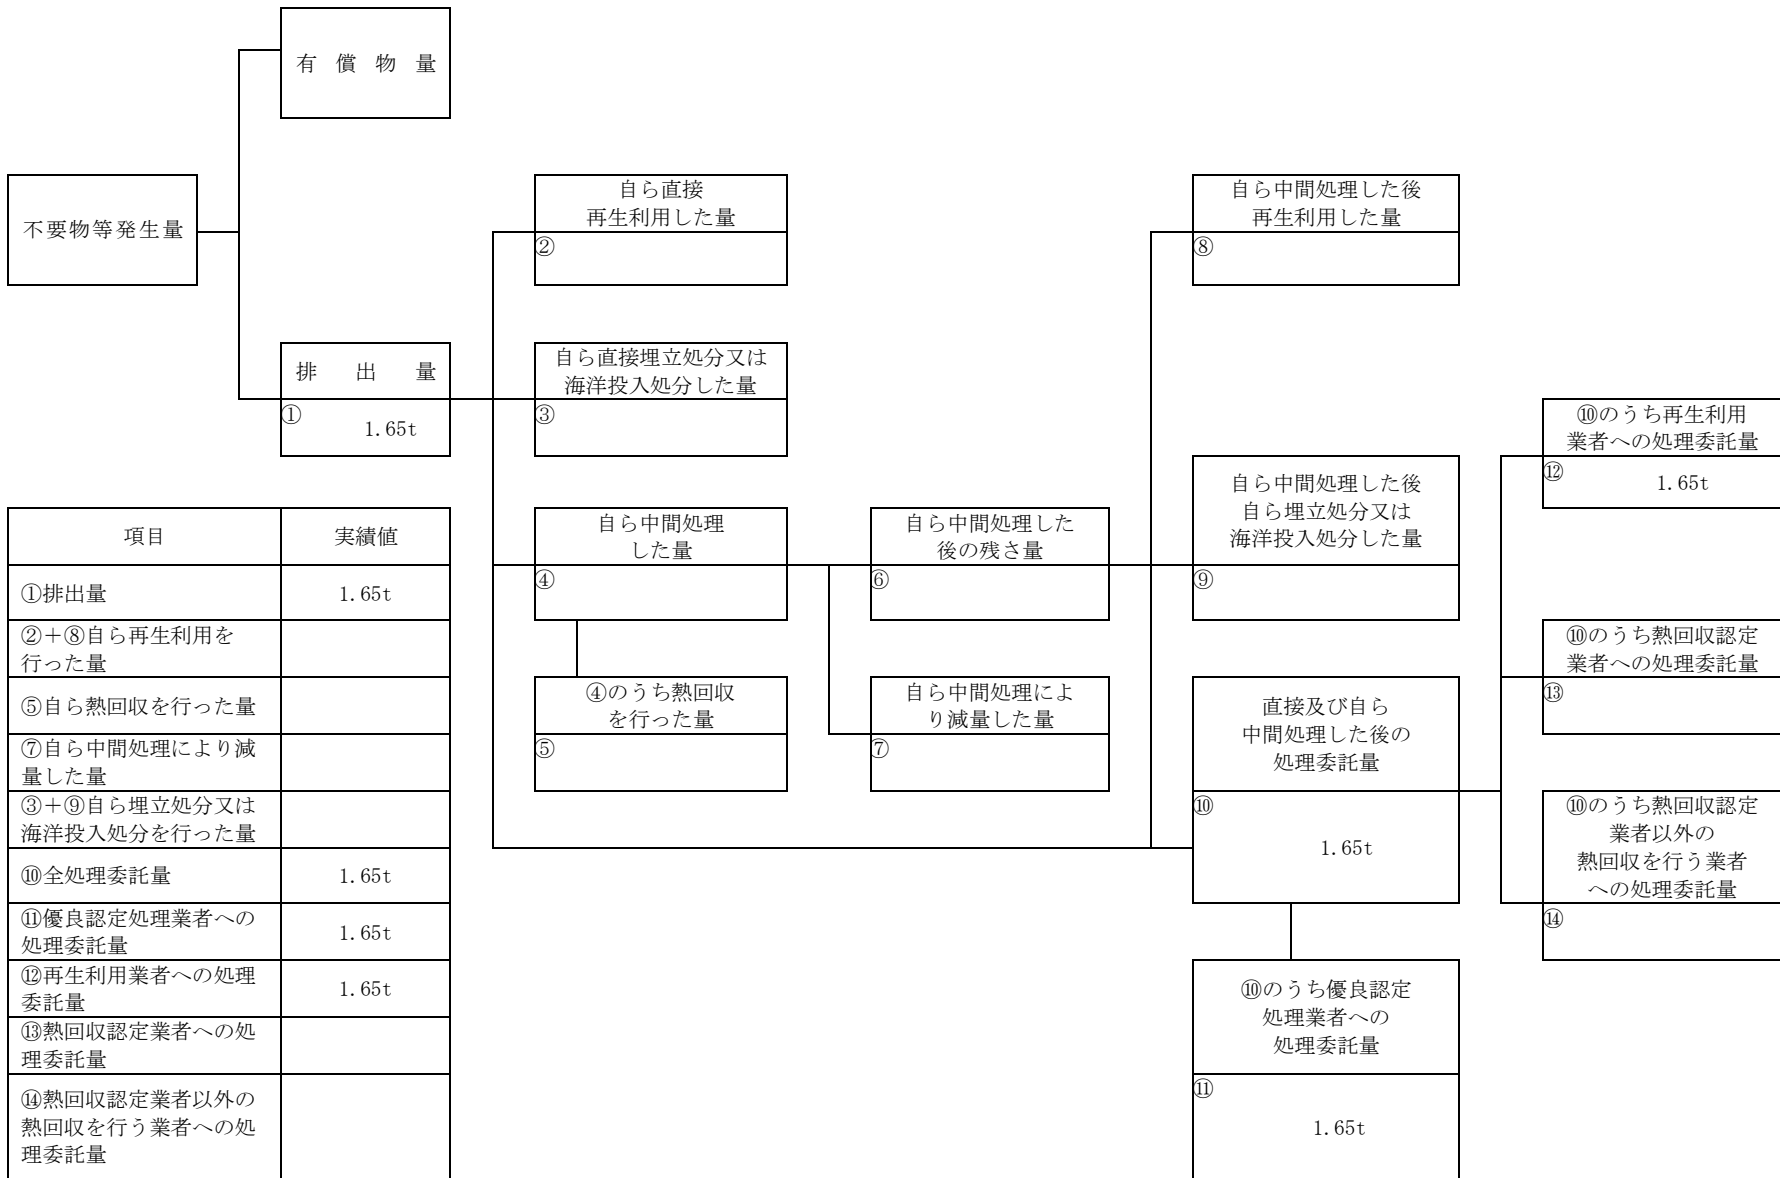 有償物量
不要物等発生量
自ら直接
再生利用した量
②
自ら中間処理した後
再生利用した量
⑧
排出量
①
1.65t
自ら直接埋立処分又は
海洋投入処分した量
③
⑩のうち再生利用
業者への処理委託量
⑫
1.65t
自ら中間処理
した量
④
自ら中間処理した
後の残さ量
⑥
自ら中間処理した後
自ら埋立処分又は
海洋投入処分した量
⑨
⑩のうち熱回収認定
業者への処理委託量
⑬
④のうち熱回収
を行った量
⑤
自ら中間処理によ
り減量した量
⑦
直接及び自ら
中間処理した後の
処理委託量
⑩
1.65t
⑩のうち熱回収認定
業者以外の
熱回収を行う業者
への処理委託量
⑭
⑩のうち優良認定
処理業者への
処理委託量
⑪
1.65t
項目 実績値
①排出量 1.65t
②＋⑧自ら再生利用を
行った量
⑤自ら熱回収を行った量
⑦自ら中間処理により減
量した量
③＋⑨自ら埋立処分又は
海洋投入処分を行った量
⑩全処理委託量 1.65t
⑪優良認定処理業者への
処理委託量 1.65t
⑫再生利用業者への処理
委託量 1.65t
⑬熱回収認定業者への処
理委託量
⑭熱回収認定業者以外の
熱回収を行う業者への処
理委託量